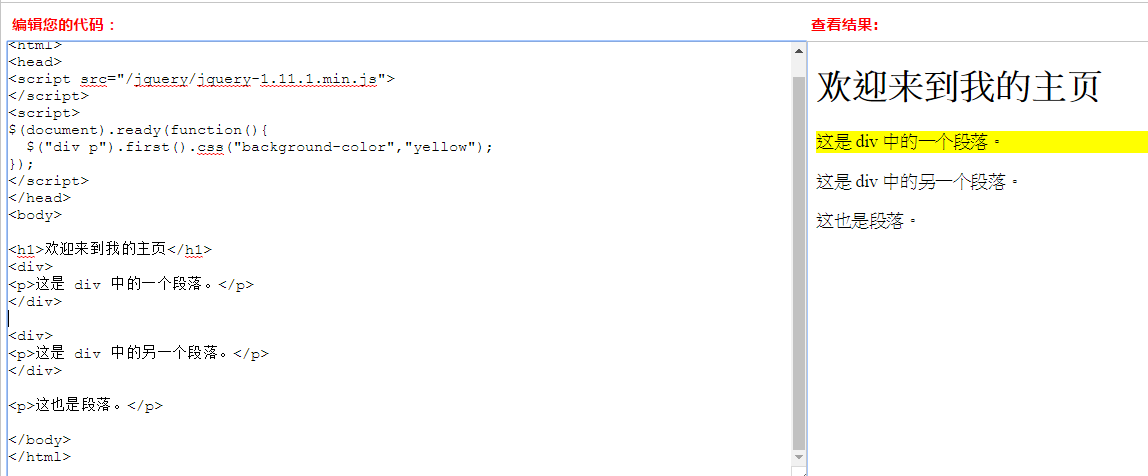 编辑您的代码：
查看结果:
<html>
<head>
<script src="/jquery/jquery-1.11.1.min.js">
</script>
<script>
$(document).ready(function(){
  $("div p").first().css("background-color","yellow");
});
</script>
</head>
<body>
<h1>欢迎来到我的主页</h1>
<div>
<p>这是 div 中的一个段落。</p>
</div>
<div>
<p>这是 div 中的另一个段落。</p>
</div>
<p>这也是段落。</p>
</body>
</html>
欢迎来到我的主页
这是 div 中的一个段落。
这是 div 中的另一个段落。
这也是段落。